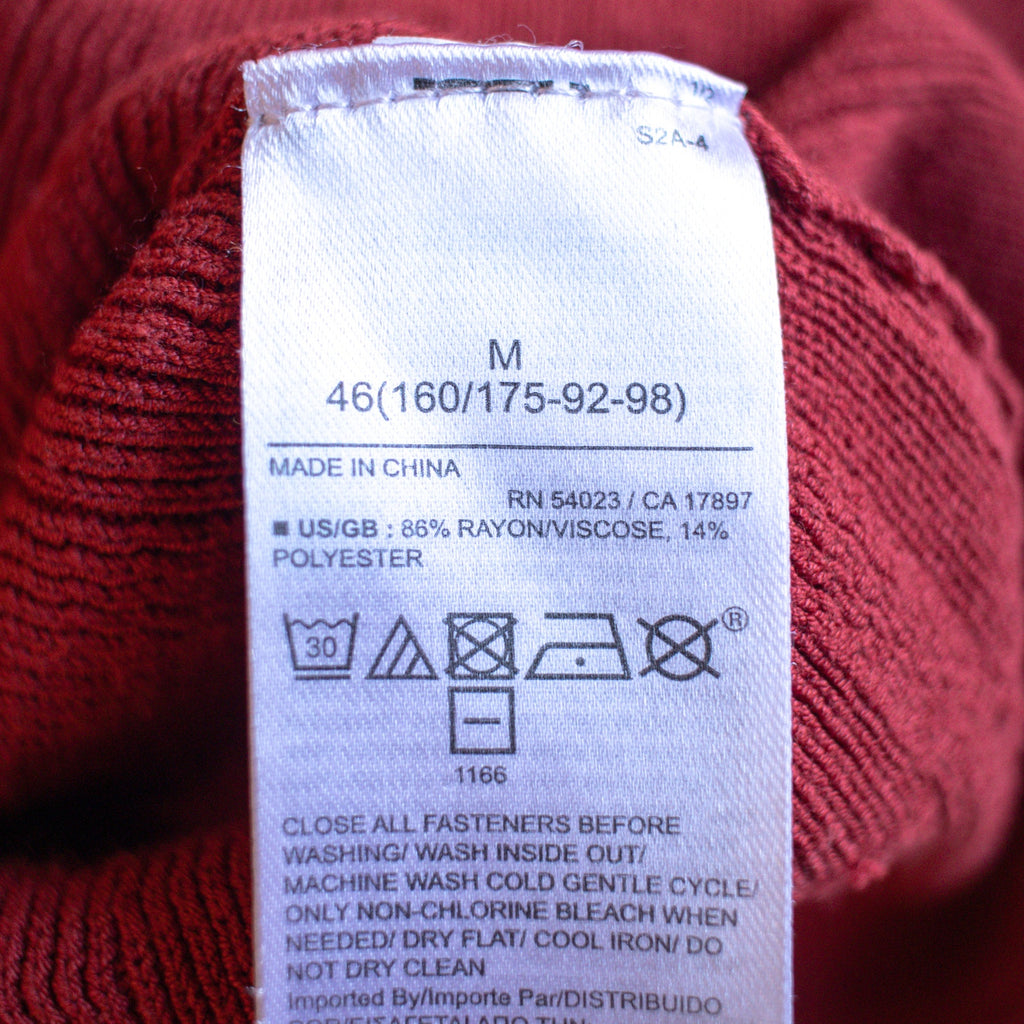 S2A-4
M
46(160/175-92-98)
MADE IN CHINA
RN 54023 / CA 17897
■ US/GB : 86% RAYON/VISCOSE, 14%
POLYESTER
30
®
1166
CLOSE ALL FASTENERS BEFORE
WASHING/ WASH INSIDE OUT/
MACHINE WASH COLD GENTLE CYCLE/
ONLY NON-CHLORINE BLEACH WHEN
NEEDED/ DRY FLAT/ COOL IRON/ DO
NOT DRY CLEAN
Imported By/Importe Par/DISTRIBUIDO